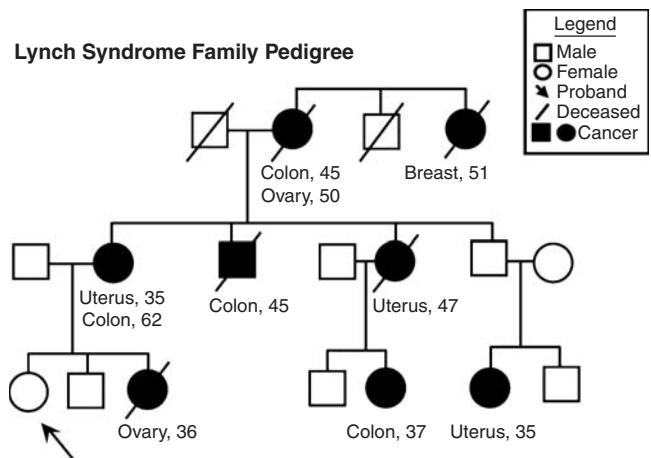 Lynch Syndrome Family Pedigree
Legend
Male
Female
Proband
Deceased
Cancer
Colon, 45
Ovary, 50
Breast, 51
Uterus, 35
Colon, 62
Colon, 45
Uterus, 47
Ovary, 36
Colon, 37
Uterus, 35